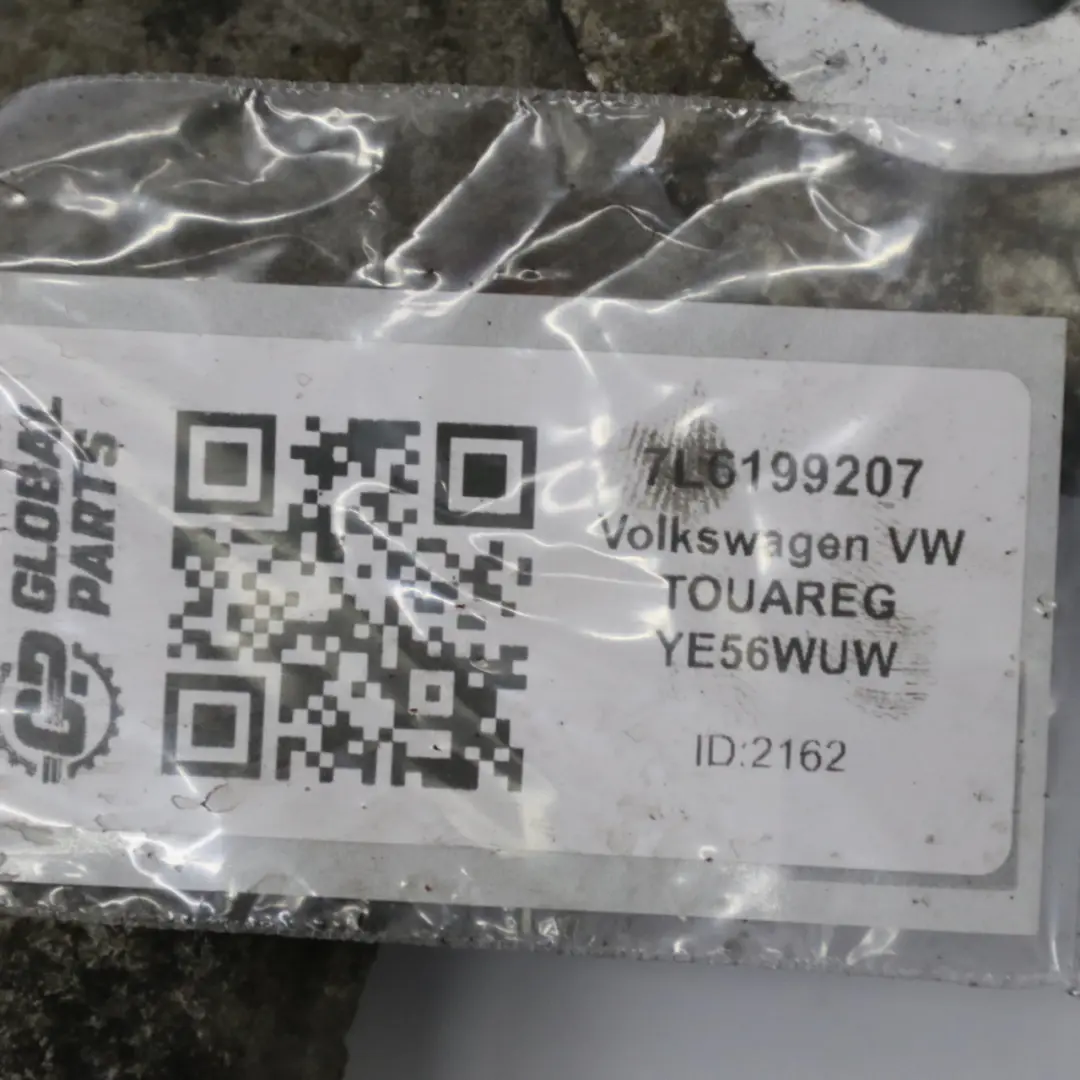 GLOBAL
PARTS
7L6199207
Volkswagen VW
TOUAREG
YE56WUW
ID:2162